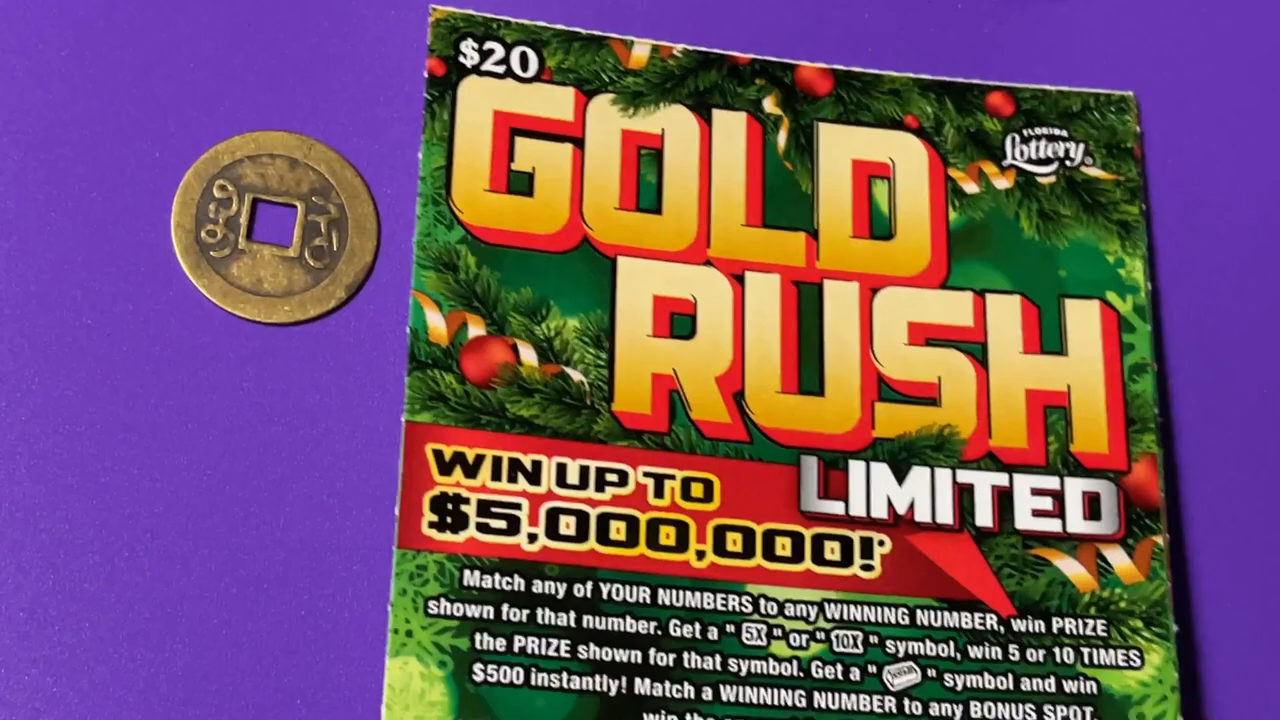 $20
GOLD
FLORIDA
Lottery
RUSH
LIMITED
WIN UP TO
$5,000,000!*
Match any of YOUR NUMBERS to any WINNING NUMBER, win PRIZE
shown for that number. Get a "5X" or "10X" symbol, win 5 or 10 TIMES
the PRIZE shown for that symbol. Get a " " symbol and win
$500 instantly! Match a WINNING NUMBER to any BONUS SPOT,
win the